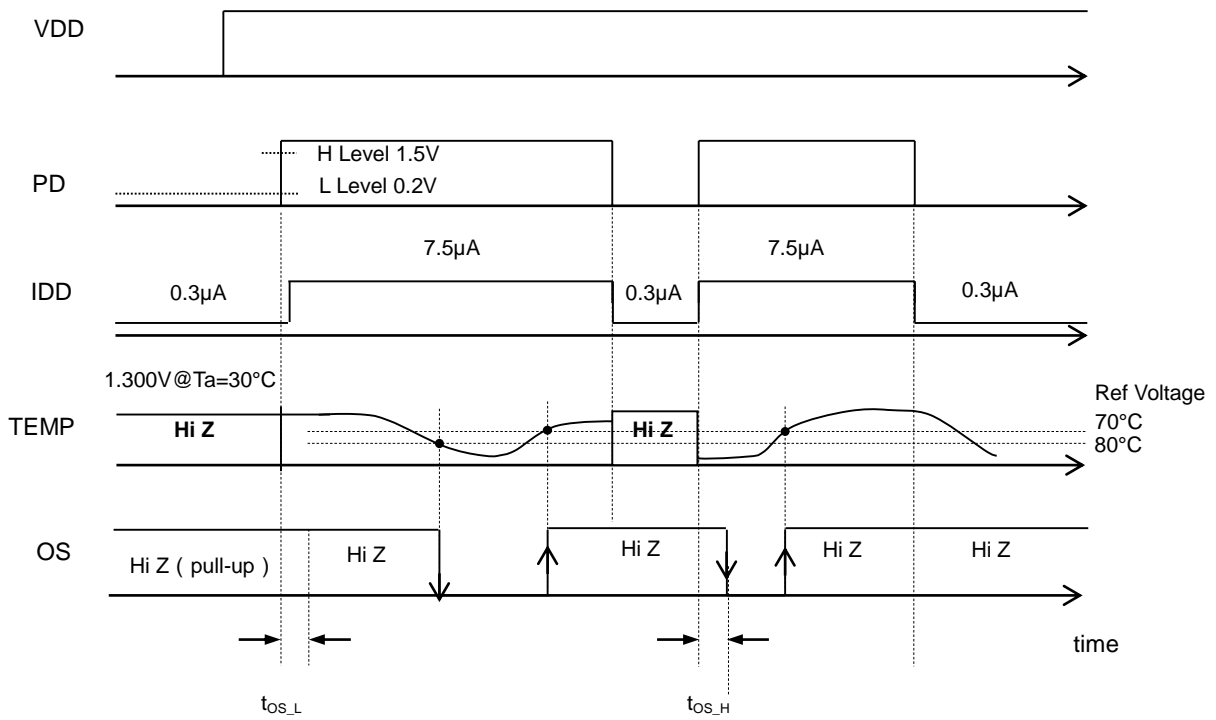 VDD
PD
H Level 1.5V
L Level 0.2V
IDD
7.5µA
7.5µA
0.3µA
0.3µA
0.3µA
1.300V@Ta=30°C
TEMP
Hi Z
Hi Z
Ref Voltage
70°C
80°C
OS
Hi Z ( pull-up )
Hi Z
Hi Z
Hi Z
Hi Z
time
tOS_L
tOS_H